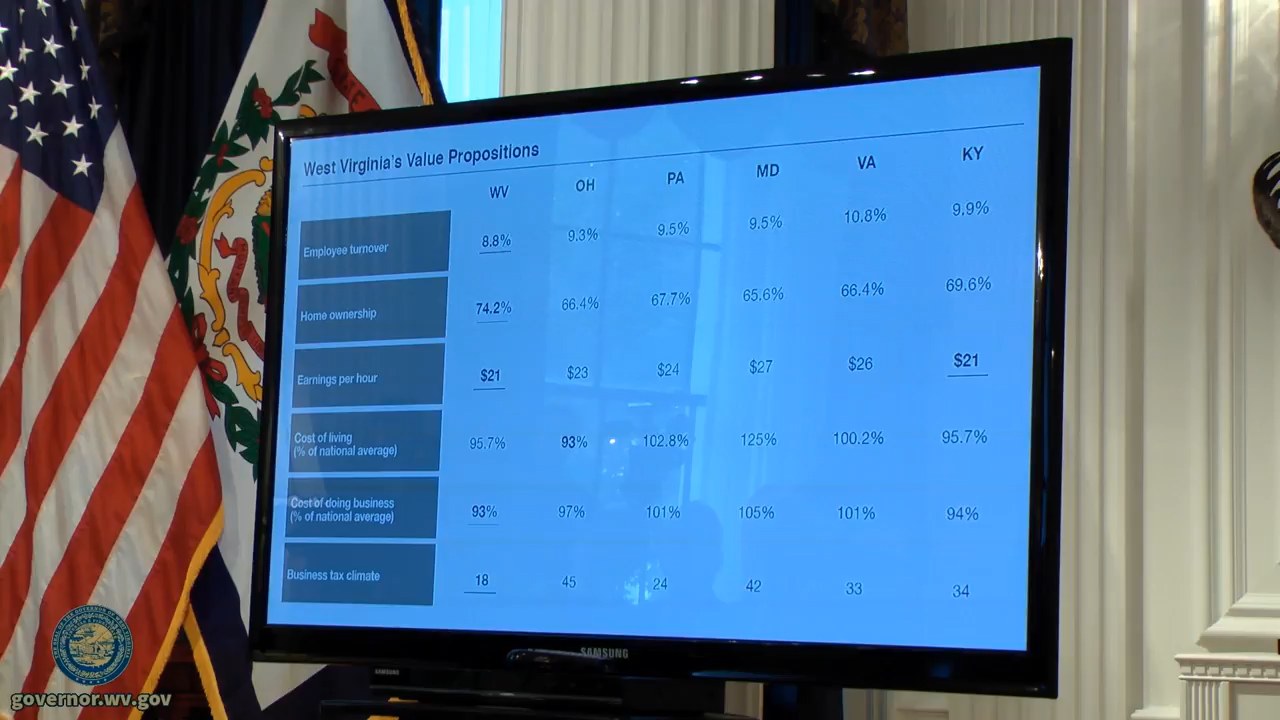 West Virginia's Value Propositions
WV OH PA MD VA KY
Employee turnover 8.8% 9.3% 9.5% 9.5% 10.8% 9.9%
Home ownership 74.2% 66.4% 67.7% 65.6% 66.4% 69.6%
Earnings per hour $21 $23 $24 $27 $26 $21
Cost of living
(% of national average) 95.7% 93% 102.8% 125% 100.2% 95.7%
Cost of doing business
(% of national average) 93% 97% 101% 105% 101% 94%
Business tax climate 18 45 24 42 33 34
SAMSUNG
SAMSUNG
governor.wv.gov